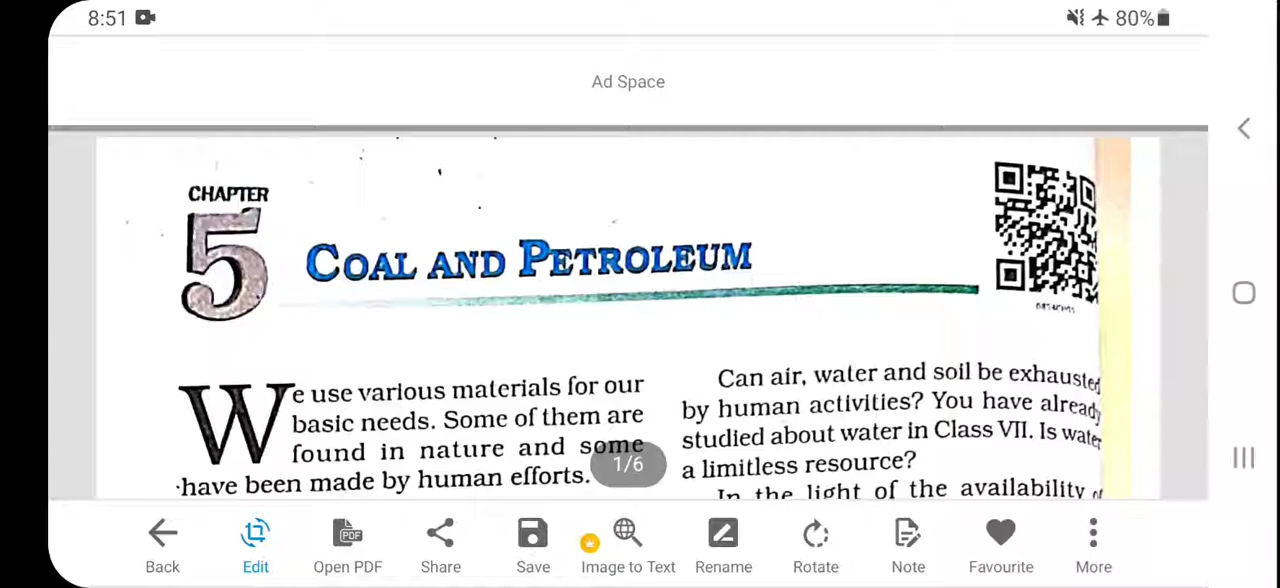 8:51
80%
Ad Space
CHAPTER
5
COAL AND PETROLEUM
We use various materials for our
basic needs. Some of them are
found in nature and some
have been made by human efforts.
Can air, water and soil be exhausted
by human activities? You have already
studied about water in Class VII. Is water
a limitless resource?
In the light of the availability of
1/6
Back
Edit
Open PDF
Share
Save
Image to Text
Rename
Rotate
Note
Favourite
More